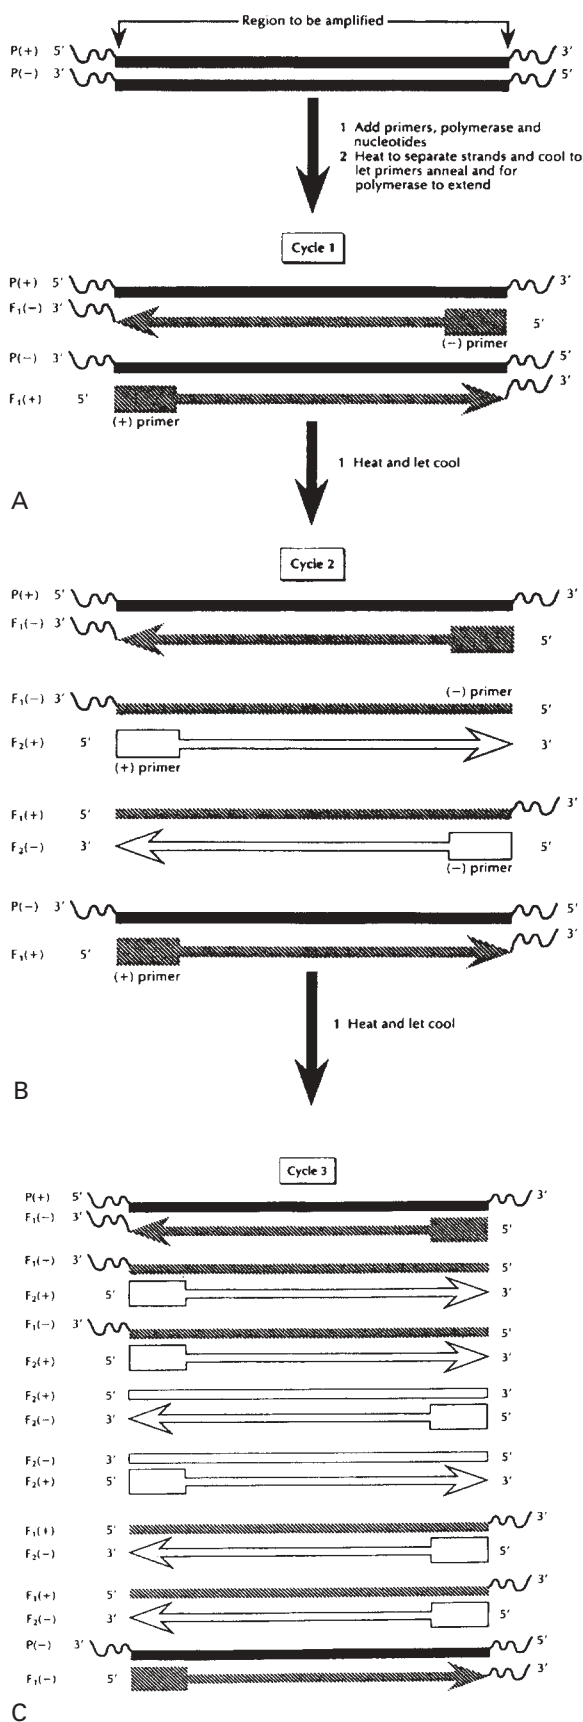 Region to be amplified
P(+) 5′ 3′
P(−) 3′ 5′
1 Add primers, polymerase and
nucleotides
2 Heat to separate strands and cool to
let primers anneal and for
polymerase to extend
Cycle 1
P(+) 5′ 3′
F₁(−) 3′ 5′
(−) primer
P(−) 3′ 5′
F₁(+) 5′ 3′
(+) primer
1 Heat and let cool
A
Cycle 2
P(+) 5′ 3′
F₁(−) 3′ 5′
(−) primer
F₁(−) 3′ 5′
F₂(+) 5′ 3′
(+) primer
F₁(+) 5′ 3′
F₂(−) 3′ 5′
(−) primer
P(−) 3′ 5′
F₁(+) 5′ 3′
(+) primer
1 Heat and let cool
B
Cycle 3
P(+) 5′ 3′
F₁(−) 3′ 5′
F₁(−) 3′ 5′
F₂(+) 5′ 3′
F₁(−) 3′ 5′
F₂(+) 5′ 3′
F₂(+) 5′ 3′
F₂(−) 3′ 5′
F₂(−) 3′ 5′
F₂(+) 5′ 3′
F₁(+) 5′ 3′
F₂(−) 3′ 5′
F₁(+) 5′ 3′
F₂(−) 3′ 5′
P(−) 3′ 5′
F₁(−) 5′ 3′
C